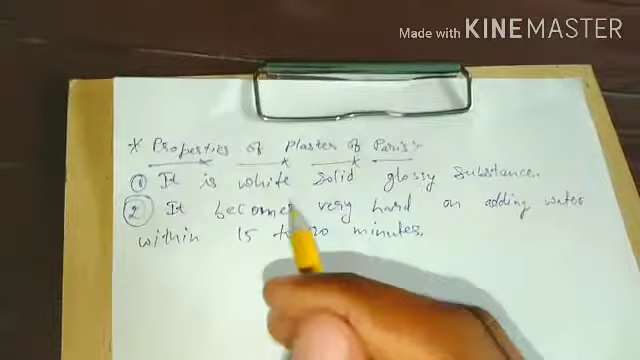 Made with KINEMASTER
* Properties of Plaster of Paris:-
① It is white solid glossy substance.
② It becomes very hard on adding water
within 15 to 20 minutes.